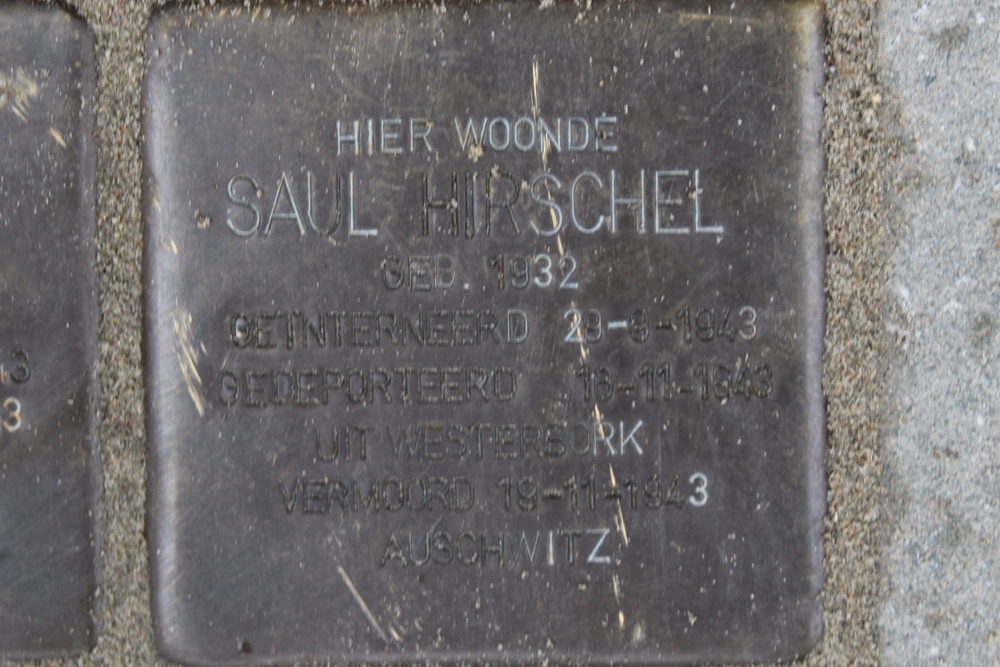 HIER WOONDE
SAUL HIRSCHEL
GEB. 1932
GEÏNTERNEERD 29-9-1943
GEDEPORTEERD 16-11-1943
UIT WESTERBORK
VERMOORD 19-11-1943
AUSCHWITZ